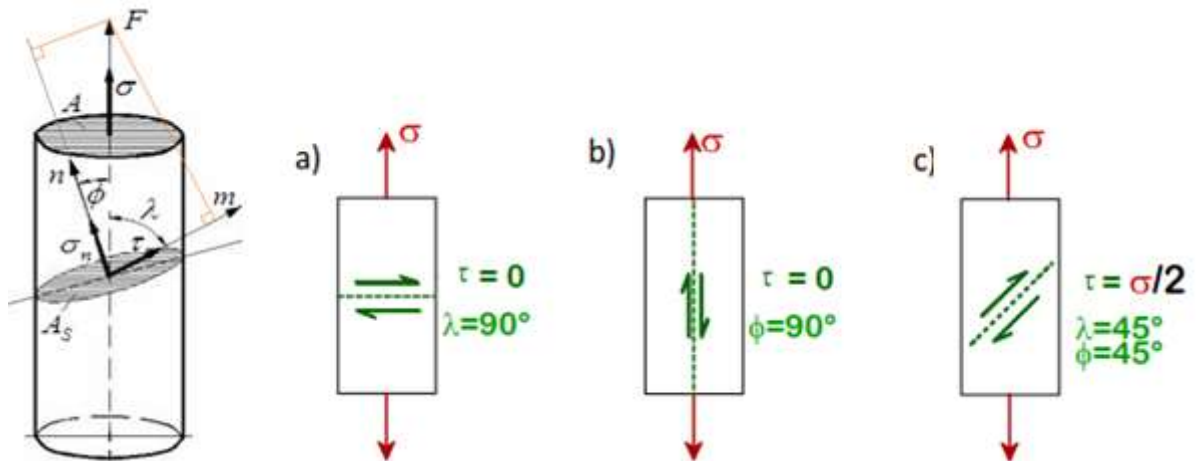 F
σ
A
n
ϕ
m
λ
σn
τ
AS
a)
σ
τ = 0
λ=90°
b)
σ
τ = 0
ϕ=90°
c)
σ
τ = σ/2
λ=45°
ϕ=45°